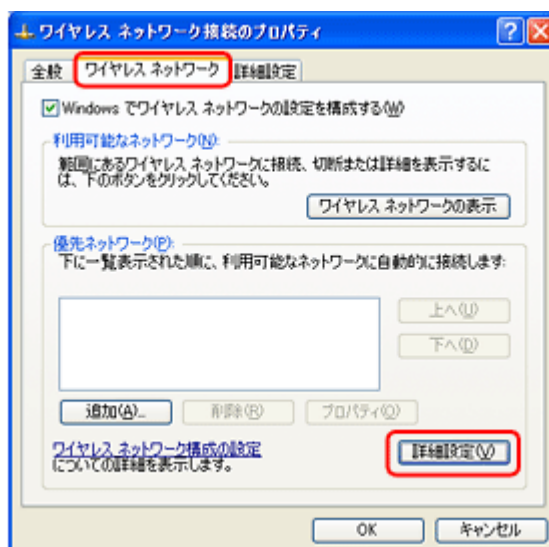 ワイヤレス ネットワーク接続のプロパティ
全般 ワイヤレス ネットワーク 詳細設定
Windows でワイヤレス ネットワークの設定を構成する(W)
利用可能なネットワーク(N):
範囲にあるワイヤレス ネットワークに接続、切断または詳細を表示するに
は、下のボタンをクリックしてください。
ワイヤレス ネットワークの表示
優先ネットワーク(P):
下に一覧表示された順に、利用可能なネットワークに自動的に接続します:
上へ(U)
下へ(D)
追加(A)... 削除(R) プロパティ(O)
ワイヤレス ネットワーク構成の設定
についての詳細を表示します。
詳細設定(V)
OK キャンセル